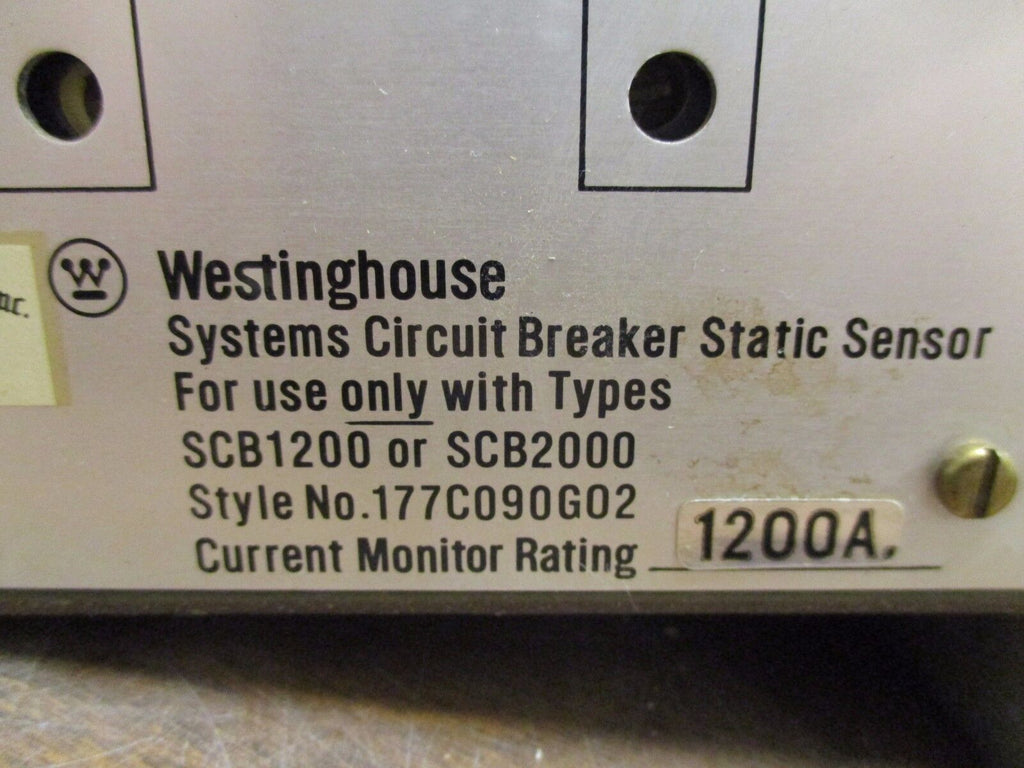 W
Westinghouse
Systems Circuit Breaker Static Sensor
For use only with Types
SCB1200 or SCB2000
Style No.177C090G02
Current Monitor Rating 1200A.